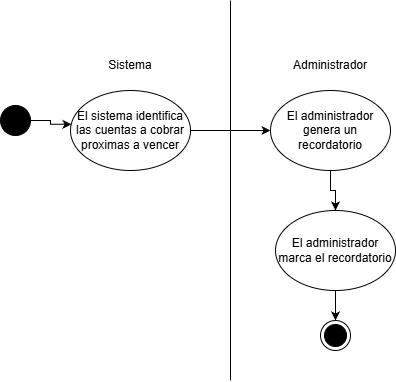 Sistema
Administrador
El sistema identifica
las cuentas a cobrar
proximas a vencer
El administrador
genera un
recordatorio
El administrador
marca el recordatorio